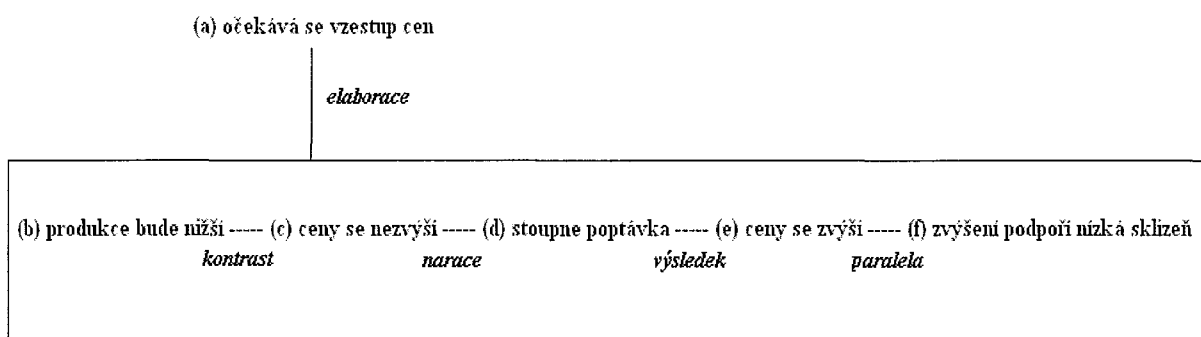 (a) očekává se vzestup cen
elaborace
(b) produkce bude nižší ----- (c) ceny se nezvýší ----- (d) stoupne poptávka ----- (e) ceny se zvýší ----- (f) zvýšení podpoří nízká sklizeň
kontrast narace výsledek paralela